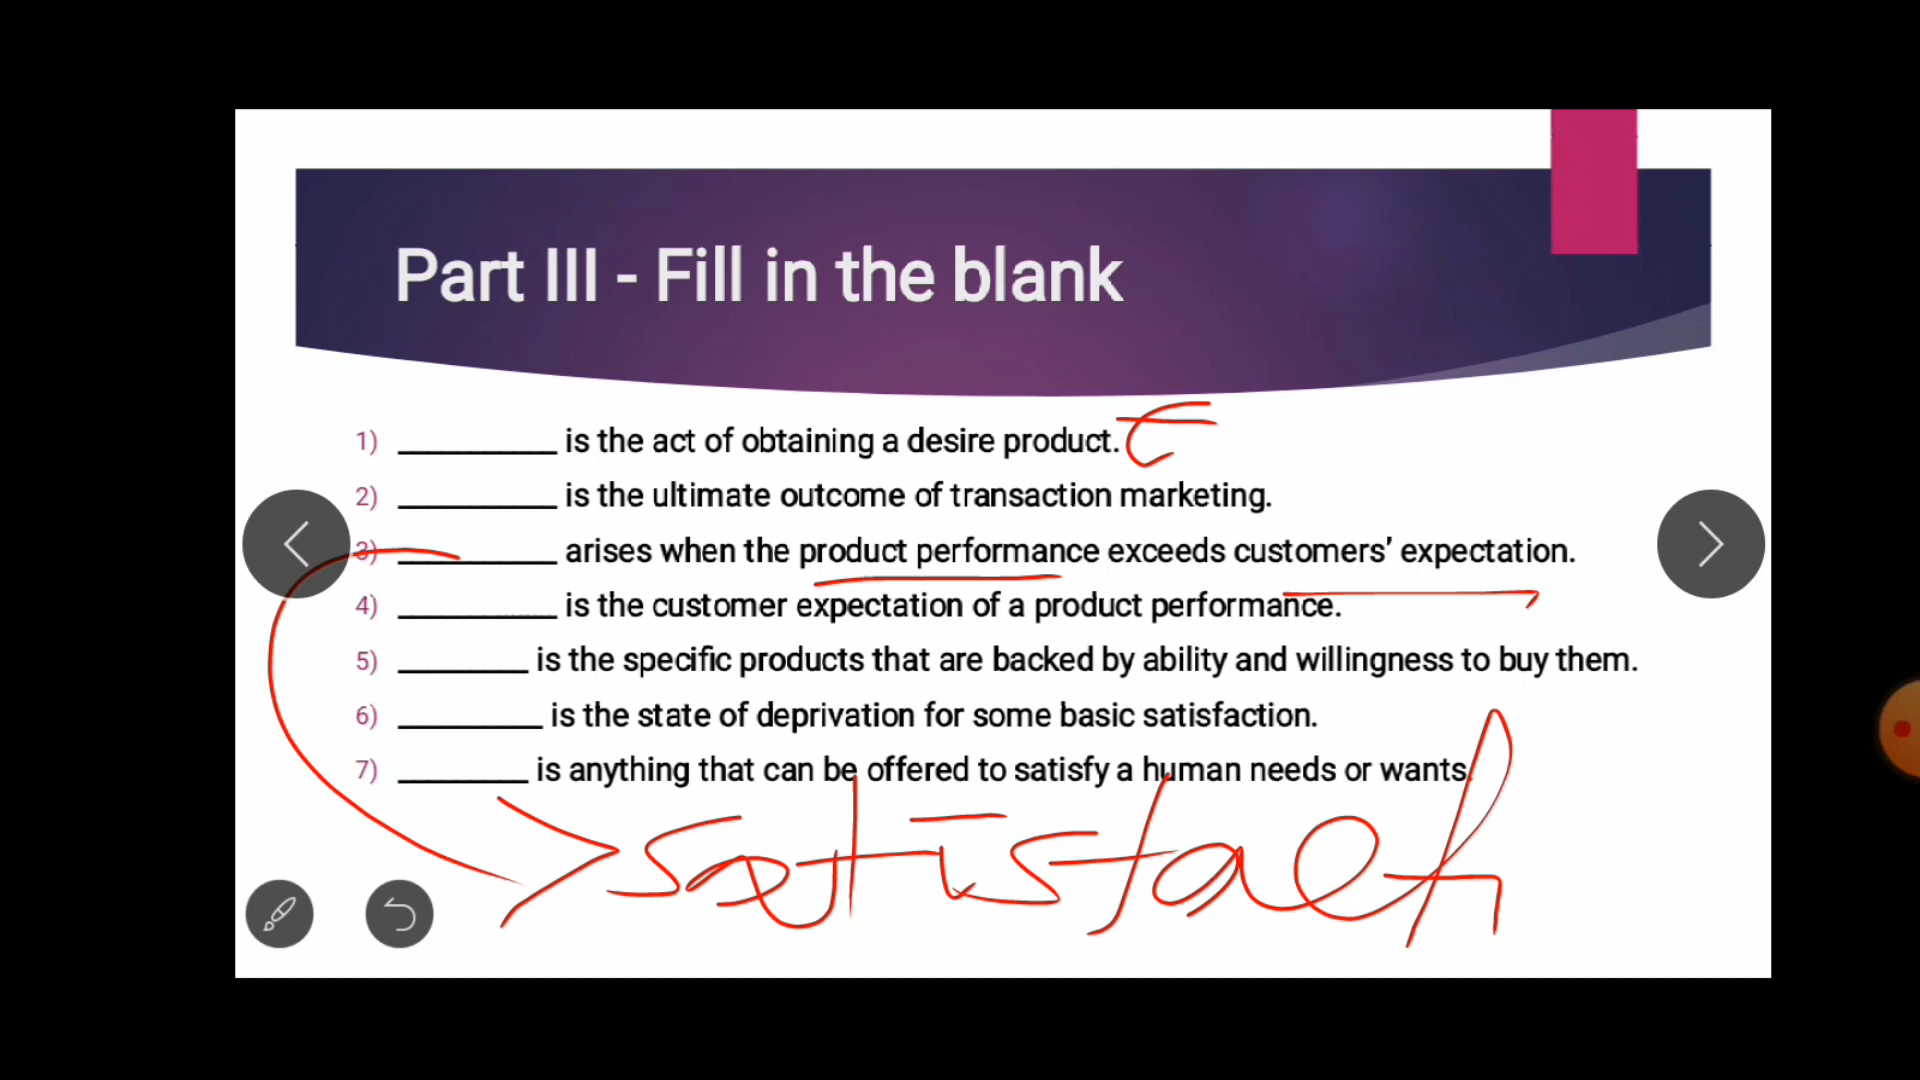 Part III - Fill in the blank
1) __________ is the act of obtaining a desire product. E
2) __________ is the ultimate outcome of transaction marketing.
3) __________ arises when the product performance exceeds customers’ expectation.
4) __________ is the customer expectation of a product performance.
5) ________ is the specific products that are backed by ability and willingness to buy them.
6) _________ is the state of deprivation for some basic satisfaction.
7) ________ is anything that can be offered to satisfy a human needs or wants.